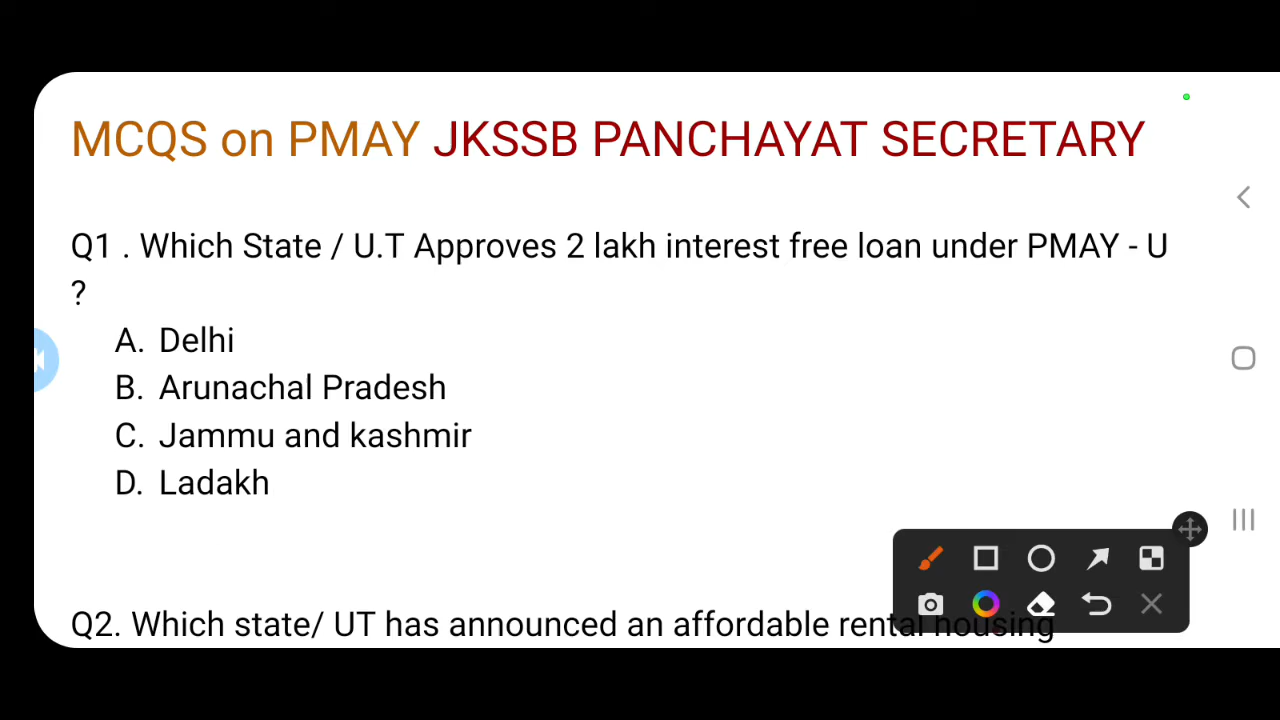 MCQS on PMAY JKSSB PANCHAYAT SECRETARY
Q1 . Which State / U.T Approves 2 lakh interest free loan under PMAY - U
?
A. Delhi
B. Arunachal Pradesh
C. Jammu and kashmir
D. Ladakh
Q2. Which state/ UT has announced an affordable rental housing